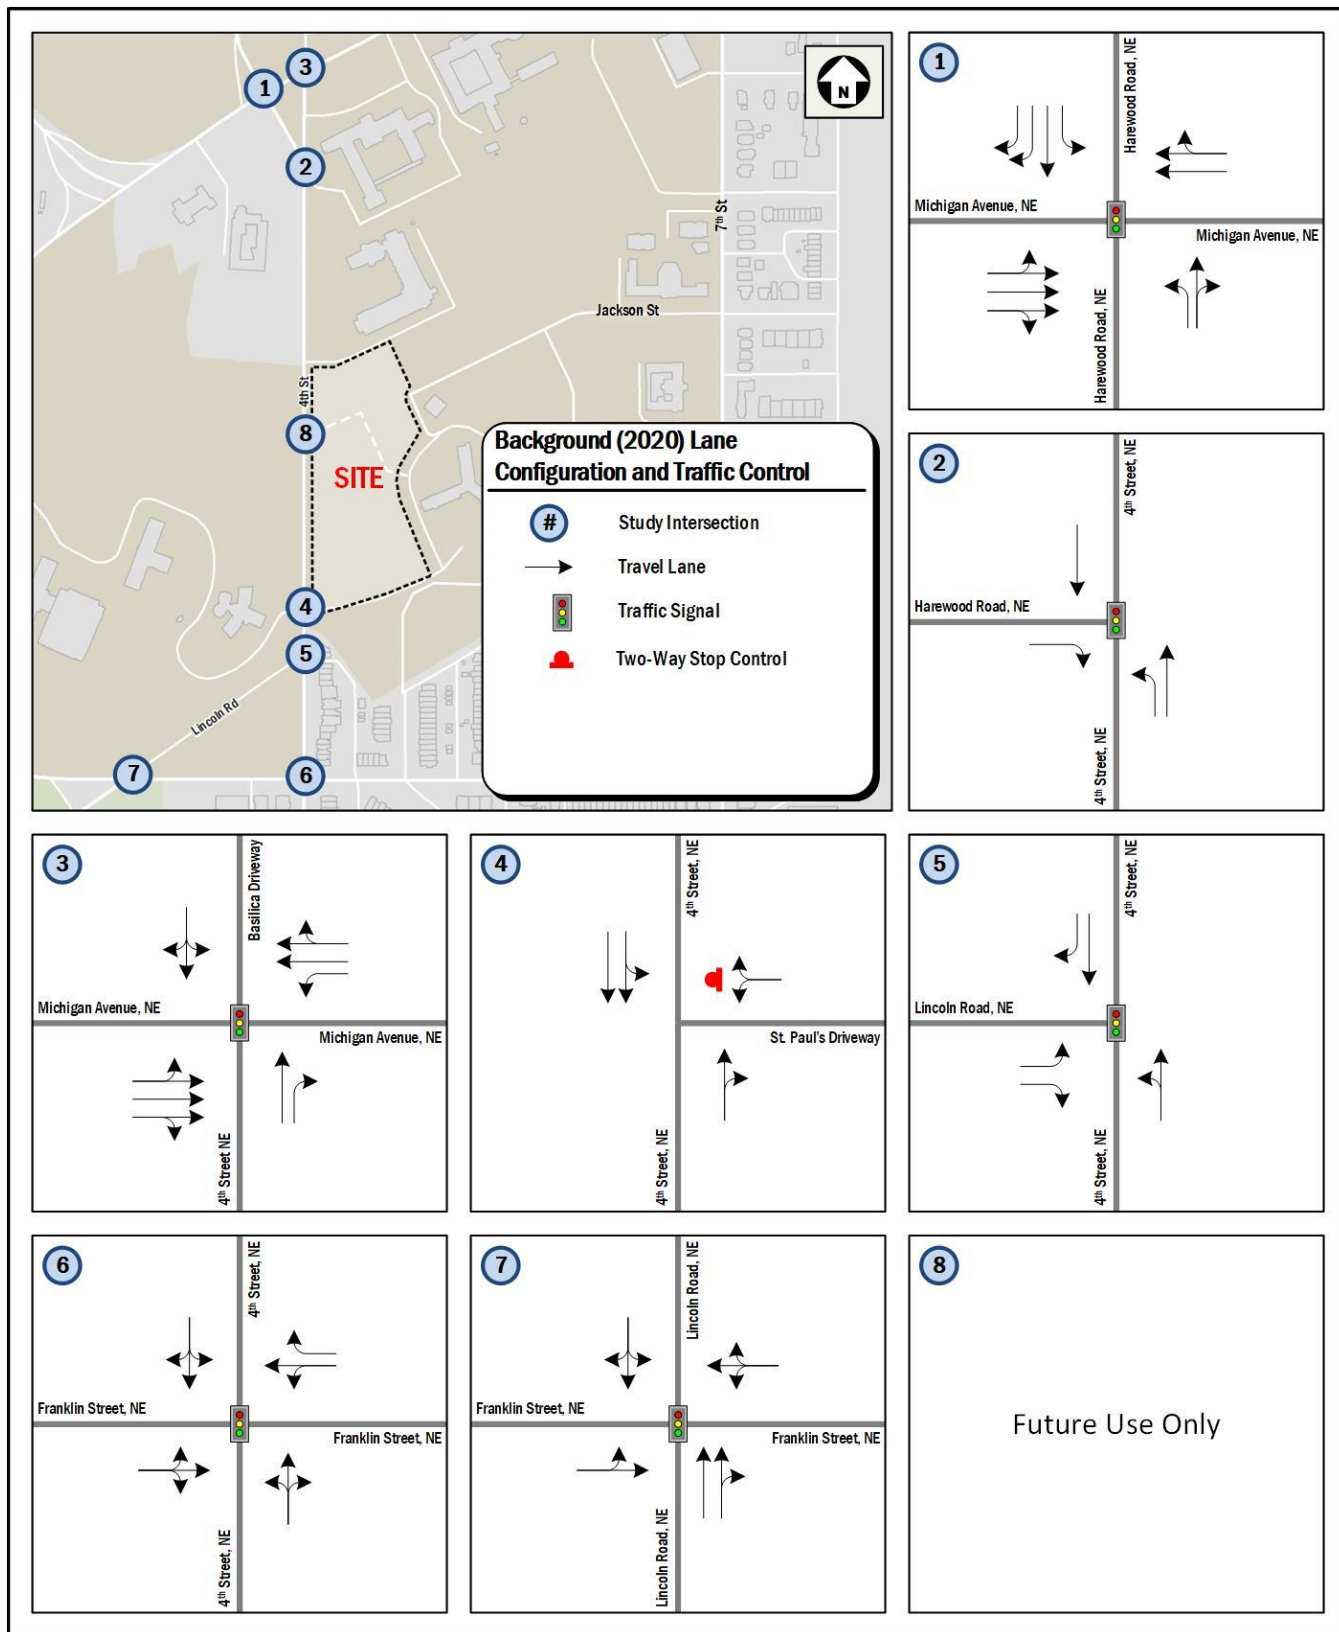 3
1
2
N
7th St
Jackson St
4th St
8
SITE
4
5
Lincoln Rd
7
6
Background (2020) Lane
Configuration and Traffic Control
# Study Intersection
Travel Lane
Traffic Signal
Two-Way Stop Control
1
Harewood Road, NE
Michigan Avenue, NE
Michigan Avenue, NE
Harewood Road, NE
2
4th Street, NE
Harewood Road, NE
4th Street, NE
3
Basilica Driveway
Michigan Avenue, NE
Michigan Avenue, NE
4th Street NE
4
4th Street, NE
St. Paul's Driveway
4th Street, NE
5
4th Street, NE
Lincoln Road, NE
4th Street, NE
6
4th Street, NE
Franklin Street, NE
Franklin Street, NE
4th Street, NE
7
Lincoln Road, NE
Franklin Street, NE
Franklin Street, NE
Lincoln Road, NE
8
Future Use Only